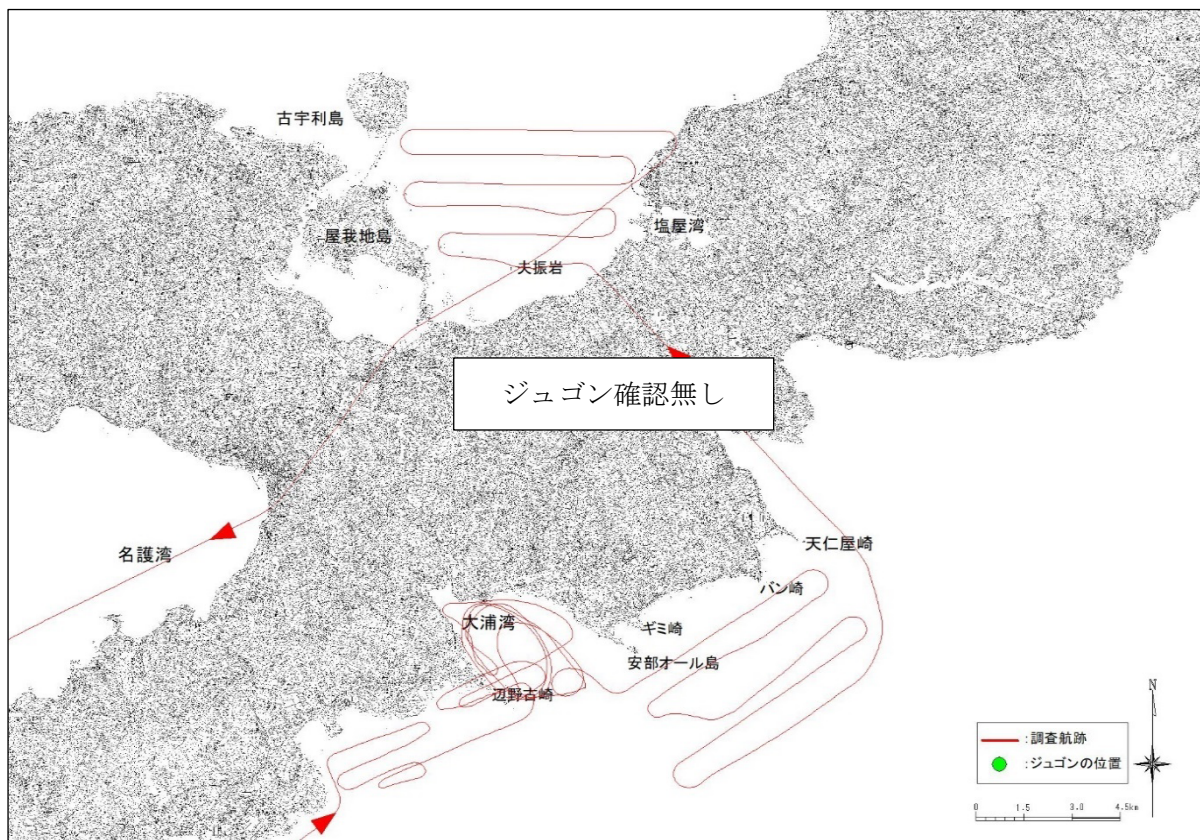 古宇利島
屋我地島
塩屋湾
夫振岩
ジュゴン確認無し
名護湾
天仁屋崎
バン崎
大浦湾
ギミ崎
安部オール島
辺野古崎
N
:調査航跡
:ジュゴンの位置
0 1.5 3.0 4.5km